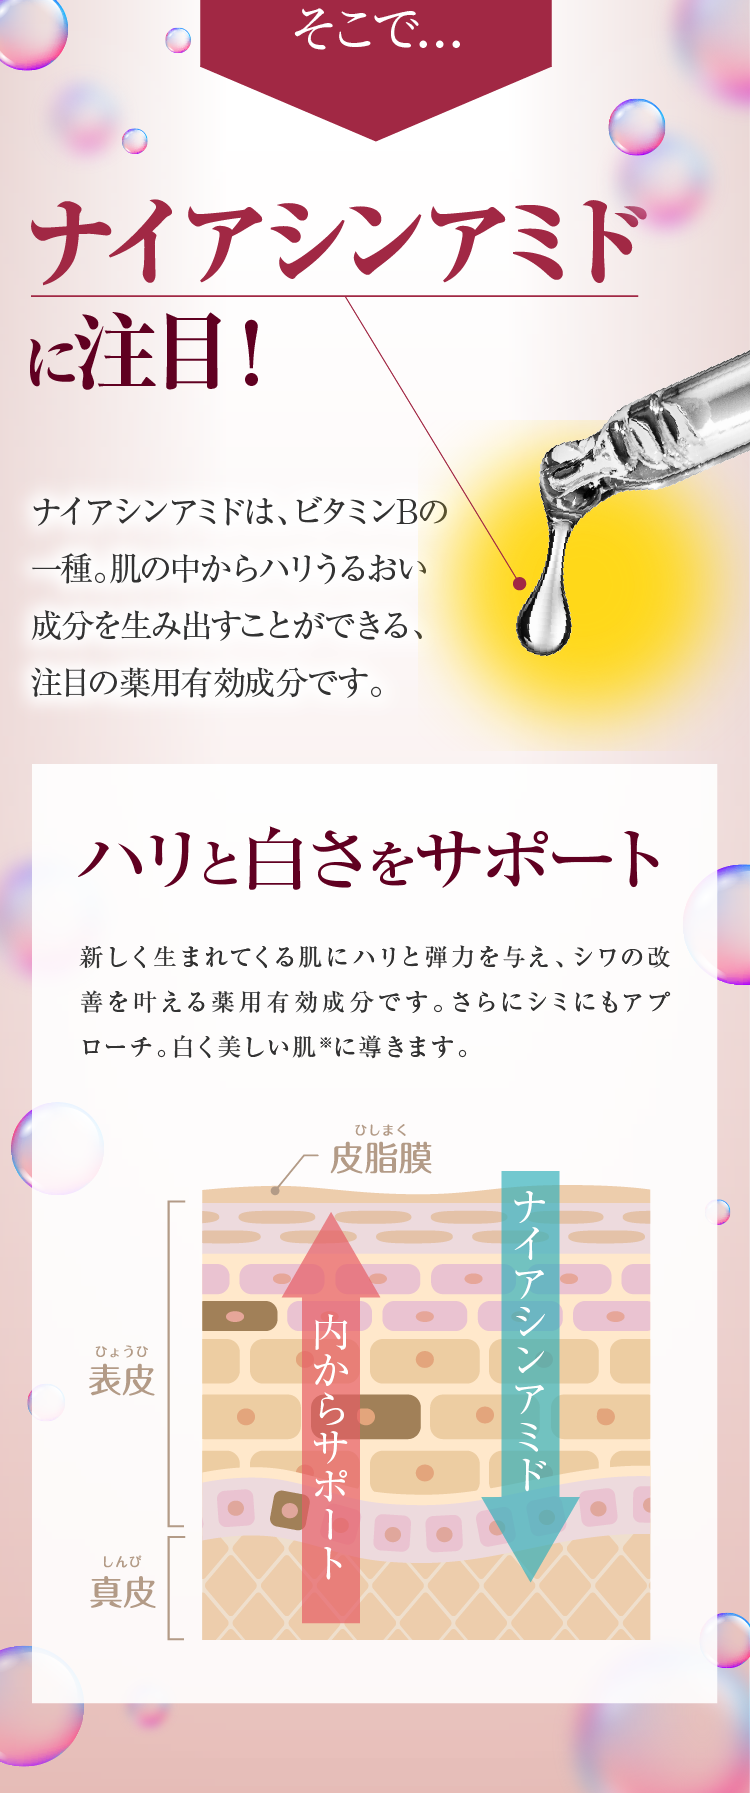 そこで…
ナイアシンアミド
に注目！
ナイアシンアミドは、ビタミンBの
一種。肌の中からハリうるおい
成分を生み出すことができる、
注目の薬用有効成分です。
ハリと白さをサポート
新しく生まれてくる肌にハリと弾力を与え、シワの改
善を叶える薬用有効成分です。さらにシミにもアプ
ローチ。白く美しい肌※に導きます。
ひしまく
皮脂膜
ナイアシンアミド
内からサポート
ひょうひ
表皮
しんぴ
真皮